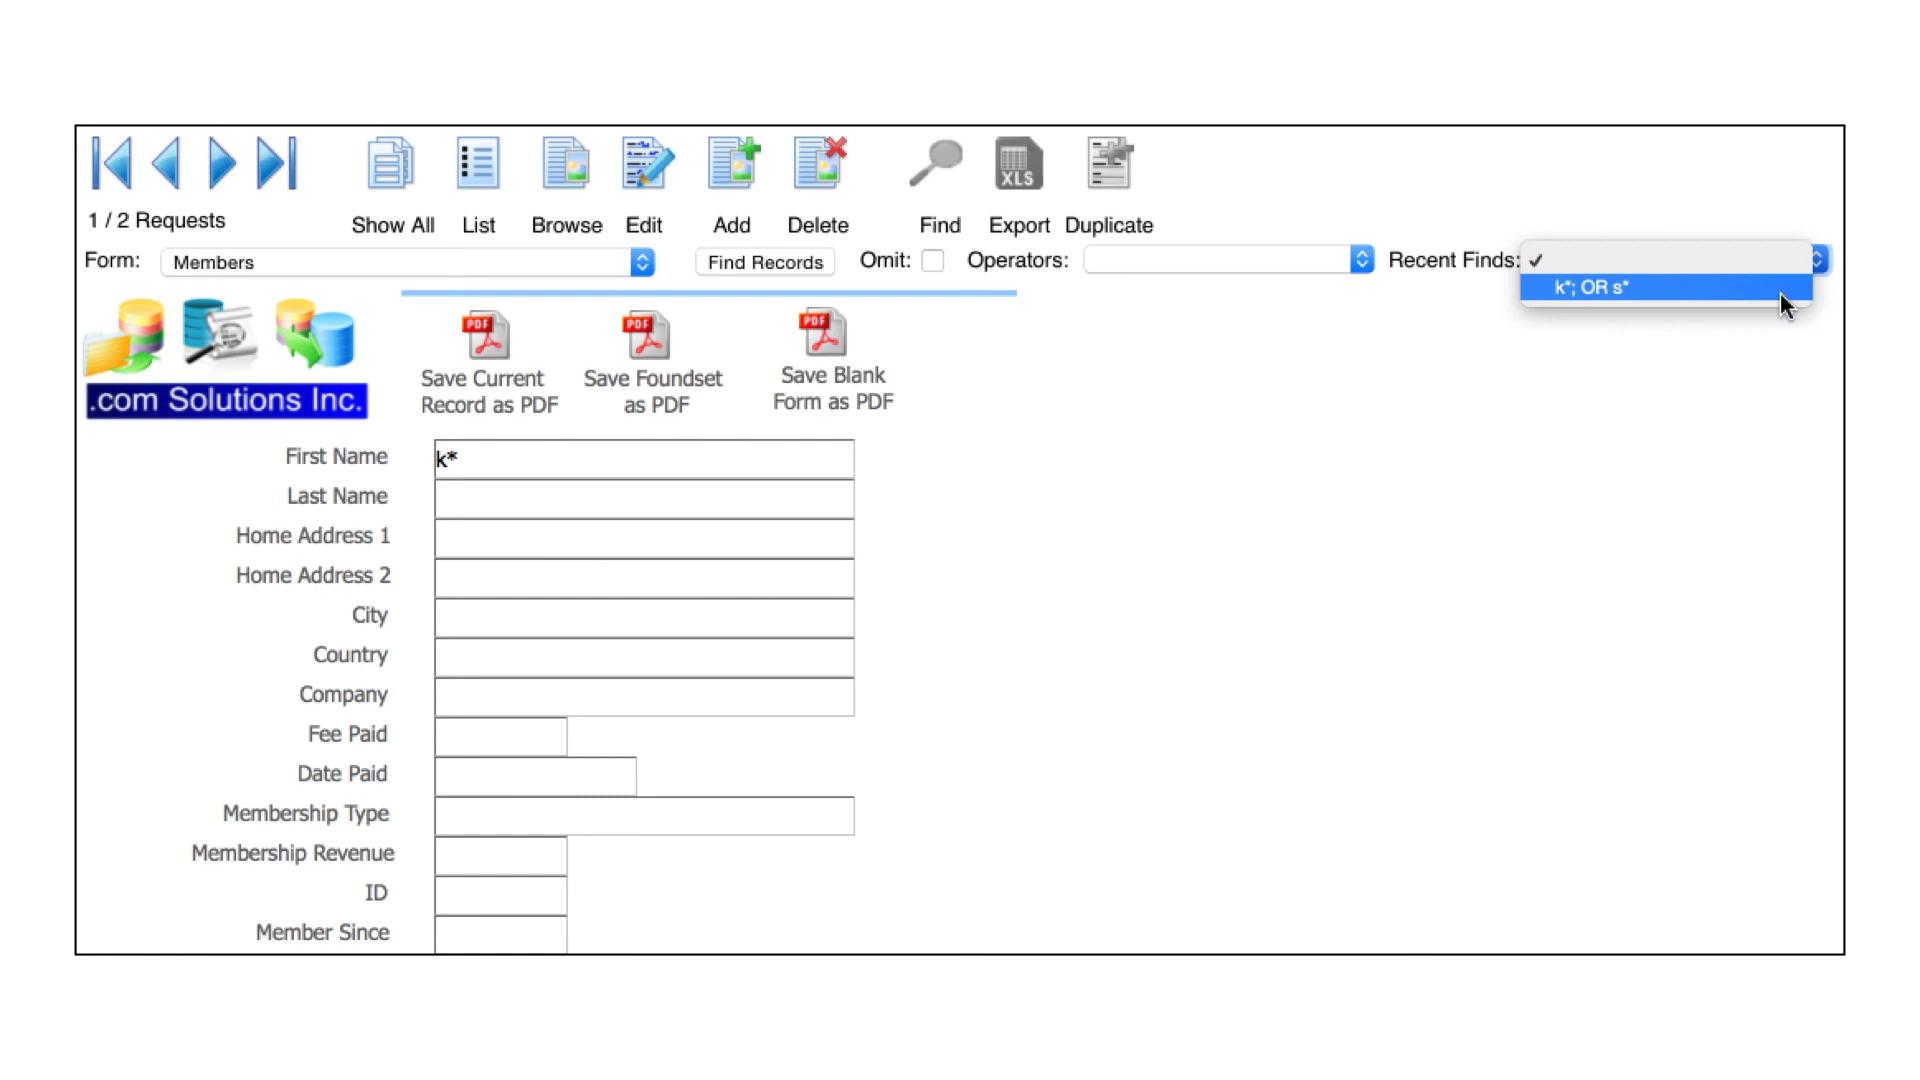 XLS
1 / 2 Requests
Show All List Browse Edit Add Delete Find Export Duplicate
Form: Members Find Records Omit: Operators: Recent Finds: ✓
k*; OR s*
PDF PDF PDF
.com Solutions Inc.
Save Current
Record as PDF
Save Foundset
as PDF
Save Blank
Form as PDF
First Name k*
Last Name
Home Address 1
Home Address 2
City
Country
Company
Fee Paid
Date Paid
Membership Type
Membership Revenue
ID
Member Since